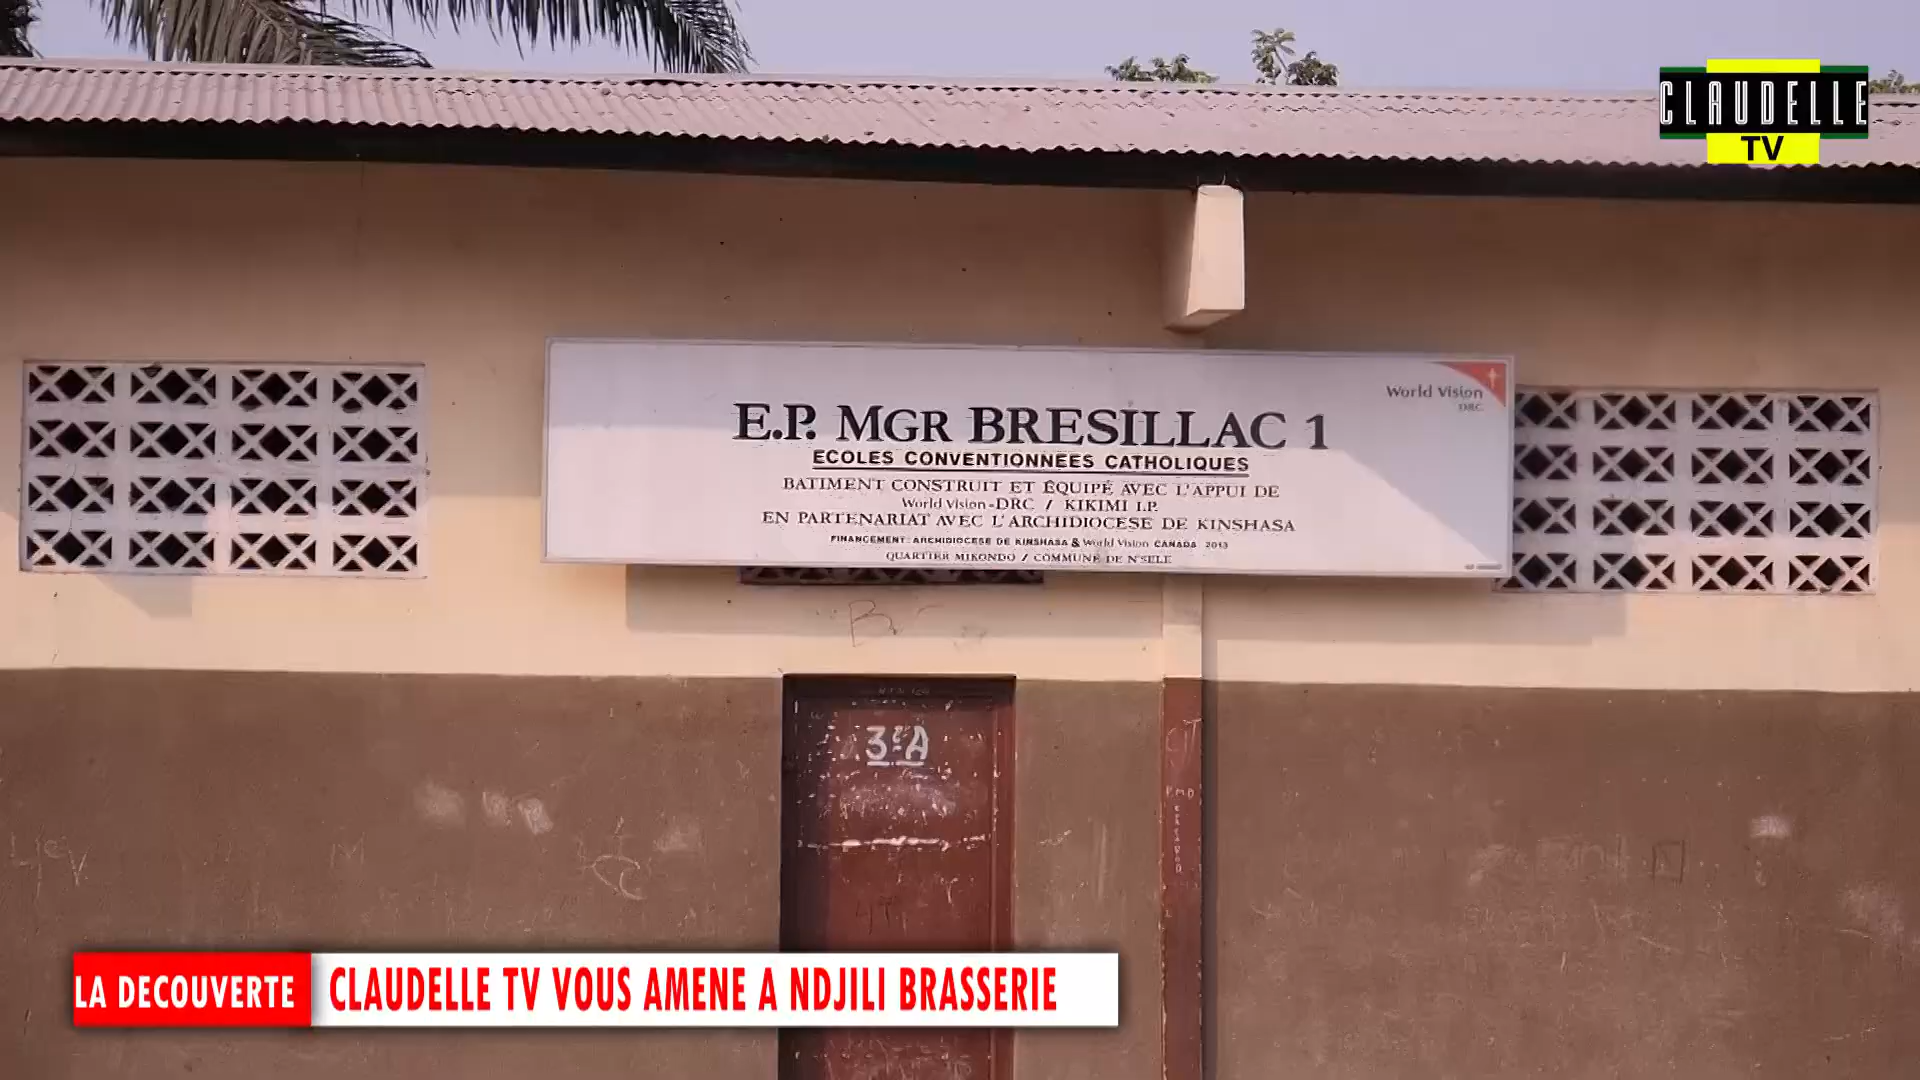 CLAUDELLE
TV
World Vision
DRC
E.P. MGR BRESILLAC 1
ECOLES CONVENTIONNEES CATHOLIQUES
BATIMENT CONSTRUIT ET ÉQUIPÉ AVEC L'APPUI DE
World Vision-DRC / KIKIMI I.P.
EN PARTENARIAT AVEC L'ARCHIDIOCESE DE KINSHASA
FINANCEMENT: ARCHIDIOCESE DE KINSHASA & World Vision CANADA 2013
QUARTIER MIKONDO / COMMUNE DE N'SELE
3è A
LA DECOUVERTE
CLAUDELLE TV VOUS AMENE A NDJILI BRASSERIE